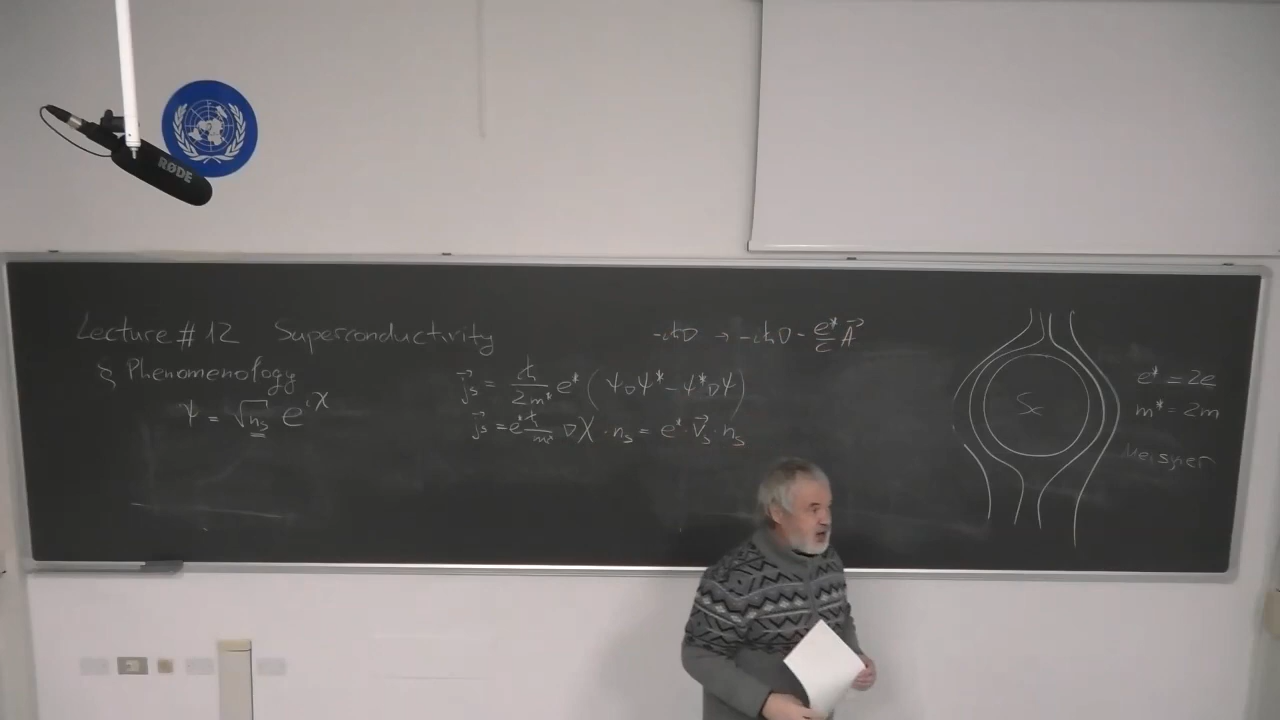 RØDE
Lecture # 12 Superconductivity
§ Phenomenology
ψ = √n_s e^{iχ}
-iħ∇ → -iħ∇ - e*/c A⃗
j⃗_s = iħ/2m* e* (ψ∇ψ* - ψ*∇ψ)
j⃗_s = e* ħ/m* ∇χ · n_s = e* · v⃗_s · n_s
Sc
e* = 2e
m* = 2m
Meissner